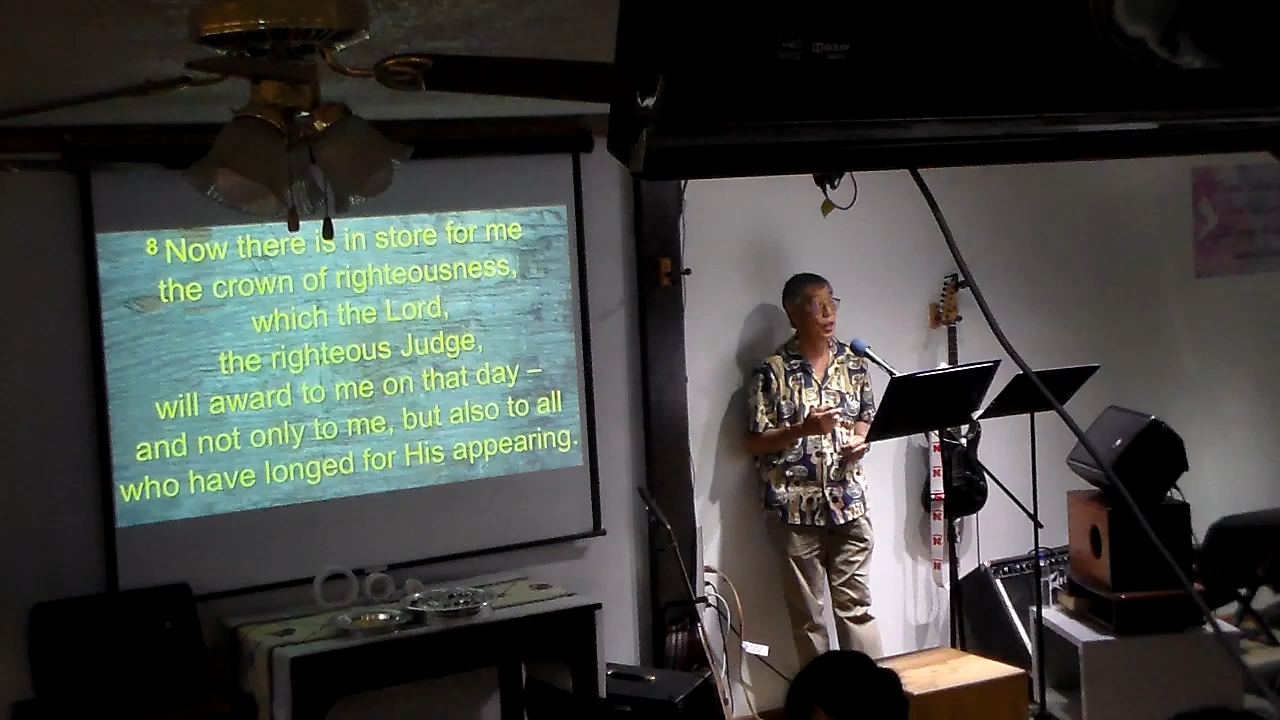 8 Now there is in store for me
the crown of righteousness,
which the Lord,
the righteous Judge,
will award to me on that day –
and not only to me, but also to all
who have longed for His appearing.
DOLBY
N
N
N
N
N